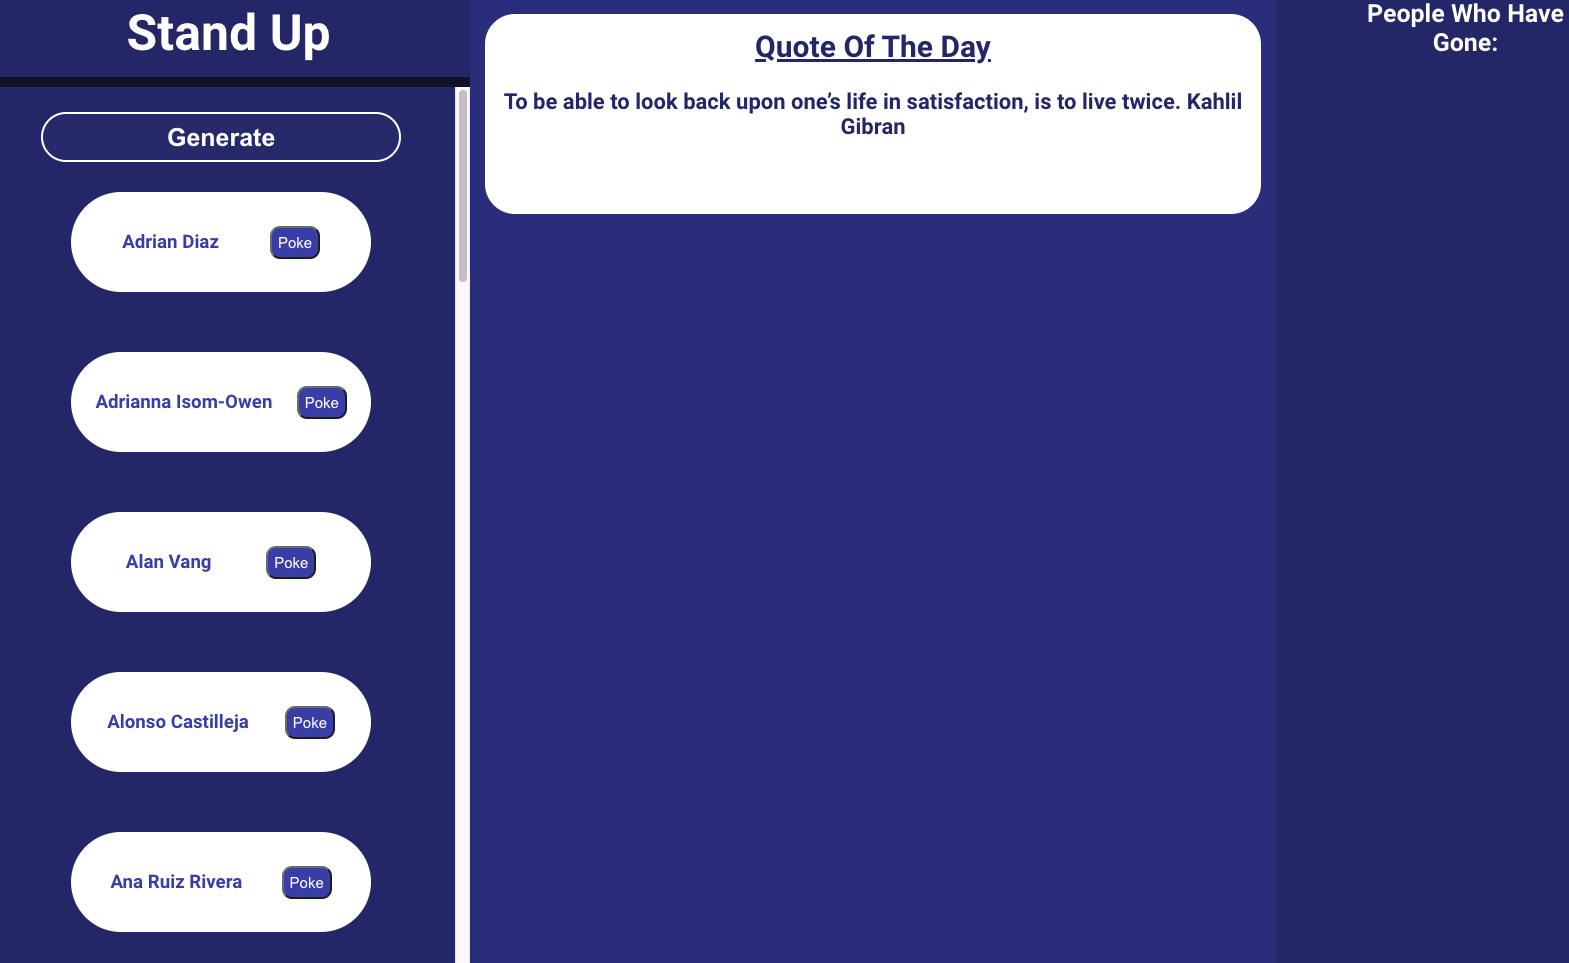 Stand Up
Generate
Adrian Diaz
Poke
Adrianna Isom-Owen
Poke
Alan Vang
Poke
Alonso Castilleja
Poke
Ana Ruiz Rivera
Poke
Quote Of The Day
To be able to look back upon one’s life in satisfaction, is to live twice. Kahlil
Gibran
People Who Have
Gone: